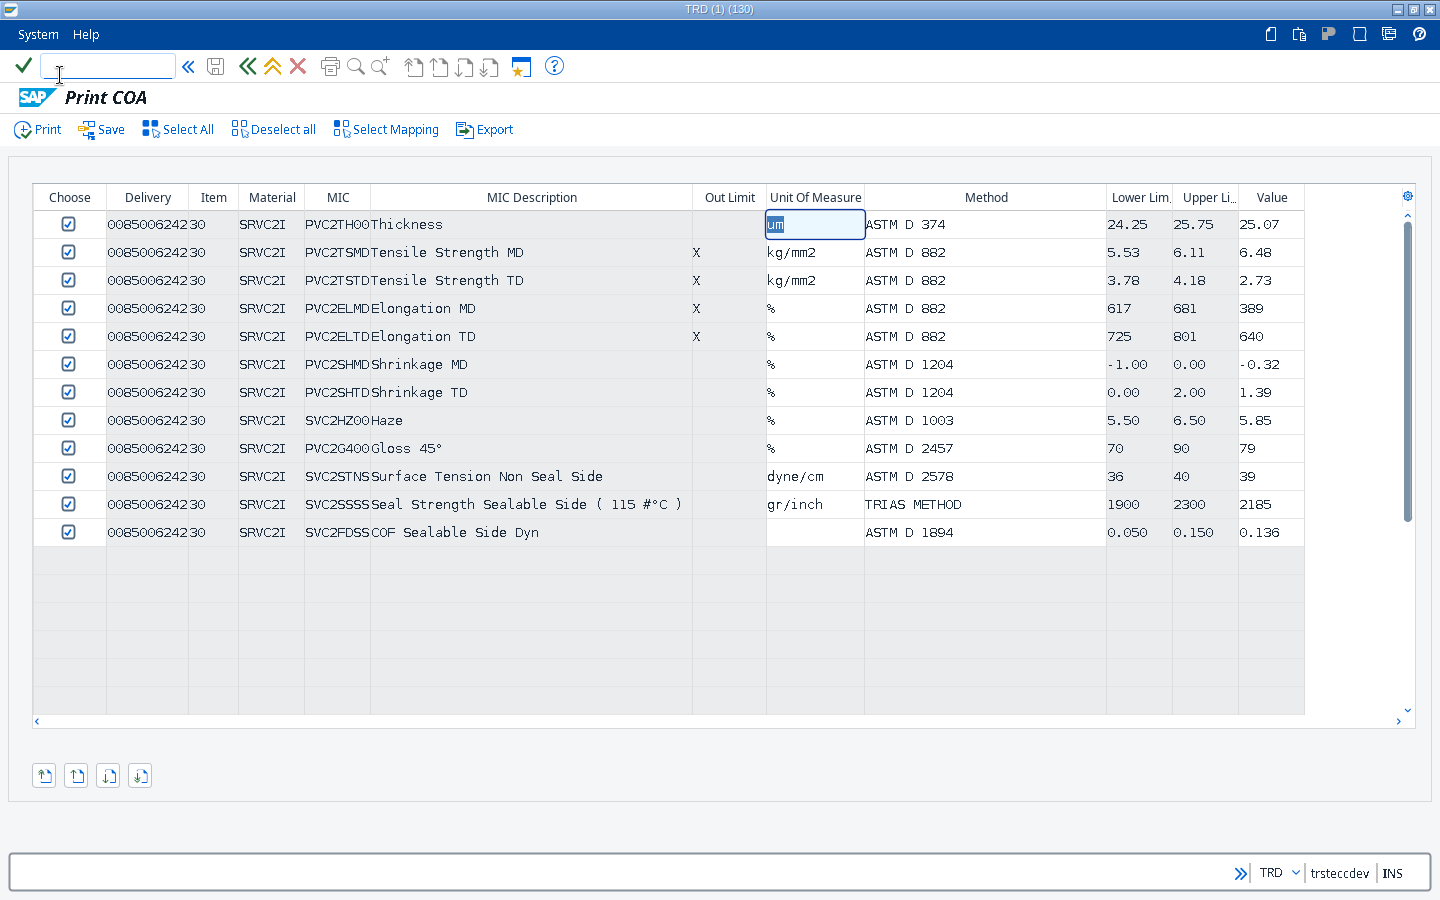 TRD (1) (130)
System Help
SAP Print COA
Print Save Select All Deselect all Select Mapping Export
Choose Delivery Item Material MIC MIC Description Out Limit Unit Of Measure Method Lower Lim. Upper Li... Value
0085006242 30 SRVC2I PVC2TH00 Thickness um ASTM D 374 24.25 25.75 25.07
0085006242 30 SRVC2I PVC2TSMD Tensile Strength MD X kg/mm2 ASTM D 882 5.53 6.11 6.48
0085006242 30 SRVC2I PVC2TSTD Tensile Strength TD X kg/mm2 ASTM D 882 3.78 4.18 2.73
0085006242 30 SRVC2I PVC2ELMD Elongation MD X % ASTM D 882 617 681 389
0085006242 30 SRVC2I PVC2ELTD Elongation TD X % ASTM D 882 725 801 640
0085006242 30 SRVC2I PVC2SHMD Shrinkage MD % ASTM D 1204 -1.00 0.00 -0.32
0085006242 30 SRVC2I PVC2SHTD Shrinkage TD % ASTM D 1204 0.00 2.00 1.39
0085006242 30 SRVC2I SVC2HZ00 Haze % ASTM D 1003 5.50 6.50 5.85
0085006242 30 SRVC2I PVC2G400 Gloss 45° % ASTM D 2457 70 90 79
0085006242 30 SRVC2I SVC2STNS Surface Tension Non Seal Side dyne/cm ASTM D 2578 36 40 39
0085006242 30 SRVC2I SVC2SSSS Seal Strength Sealable Side ( 115 #°C ) gr/inch TRIAS METHOD 1900 2300 2185
0085006242 30 SRVC2I SVC2FDSS COF Sealable Side Dyn ASTM D 1894 0.050 0.150 0.136
TRD trsteccdev INS